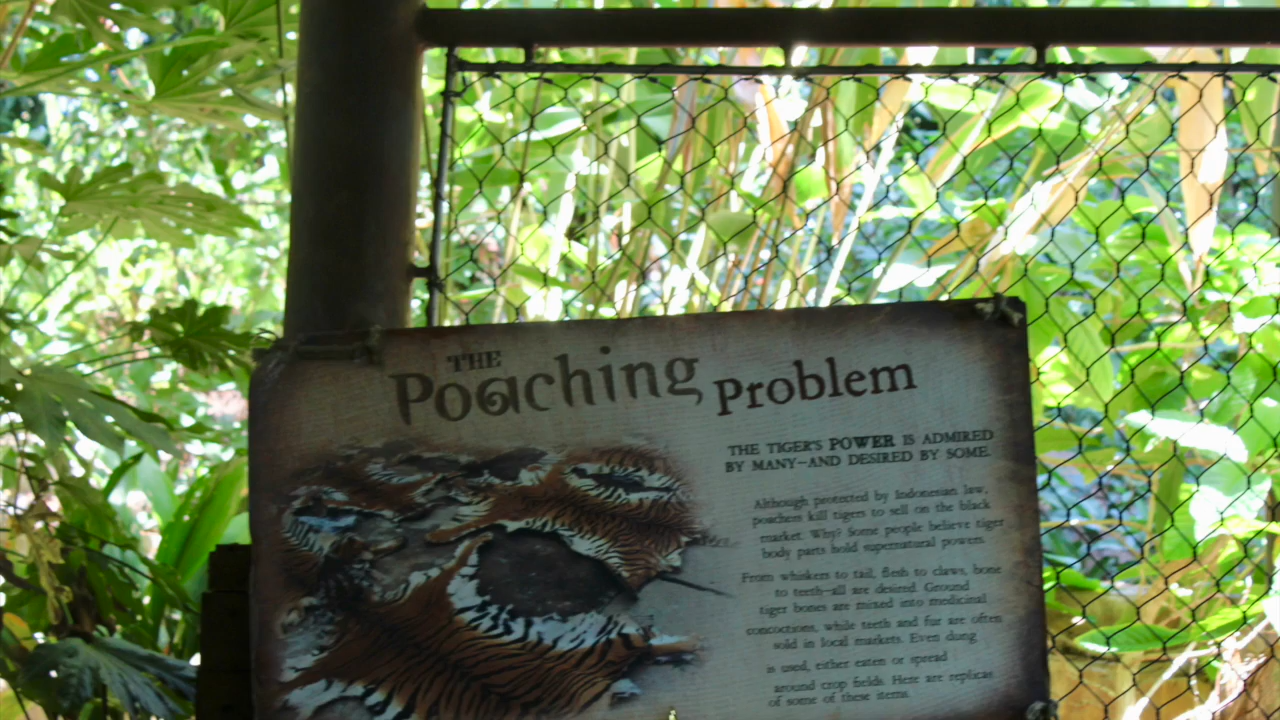 THE
Poaching Problem
THE TIGER'S POWER IS ADMIRED
BY MANY—AND DESIRED BY SOME.
Although protected by Indonesian law,
poachers kill tigers to sell on the black
market. Why? Some people believe tiger
body parts hold supernatural powers.
From whiskers to tail, flesh to claws, bone
to teeth—all are desired. Ground
tiger bones are mixed into medicinal
concoctions, while teeth and fur are often
sold in local markets. Even dung
is used, either eaten or spread
around crop fields. Here are replicas
of some of these items.